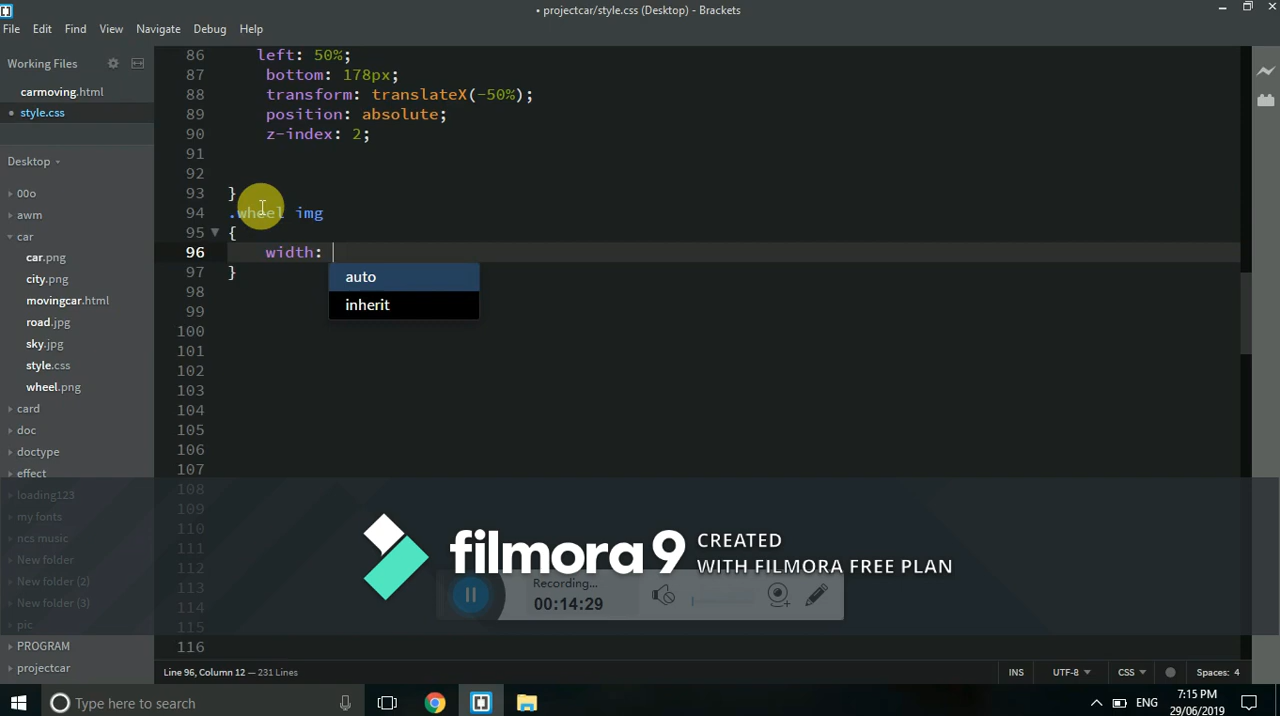 • projectcar/style.css (Desktop) - Brackets
File Edit Find View Navigate Debug Help
Working Files
carmoving.html
• style.css
Desktop
00o
awm
car
car.png
city.png
movingcar.html
road.jpg
sky.jpg
style.css
wheel.png
card
doc
doctype
effect
loading123
my fonts
ncs music
New folder
New folder (2)
New folder (3)
pic
PROGRAM
projectcar
86 left: 50%;
87 bottom: 178px;
88 transform: translateX(-50%);
89 position: absolute;
90 z-index: 2;
91
92
93 }
94 .wheel img
95 {
96 width:
auto
inherit
97 }
98
99
100
101
102
103
104
105
106
107
108
109
110
111
112
113
114
115
116
filmora 9 CREATED
WITH FILMORA FREE PLAN
Recording...
00:14:29
Line 96, Column 12 — 231 Lines
INS UTF-8 CSS Spaces: 4
Type here to search
ENG
7:15 PM
29/06/2019